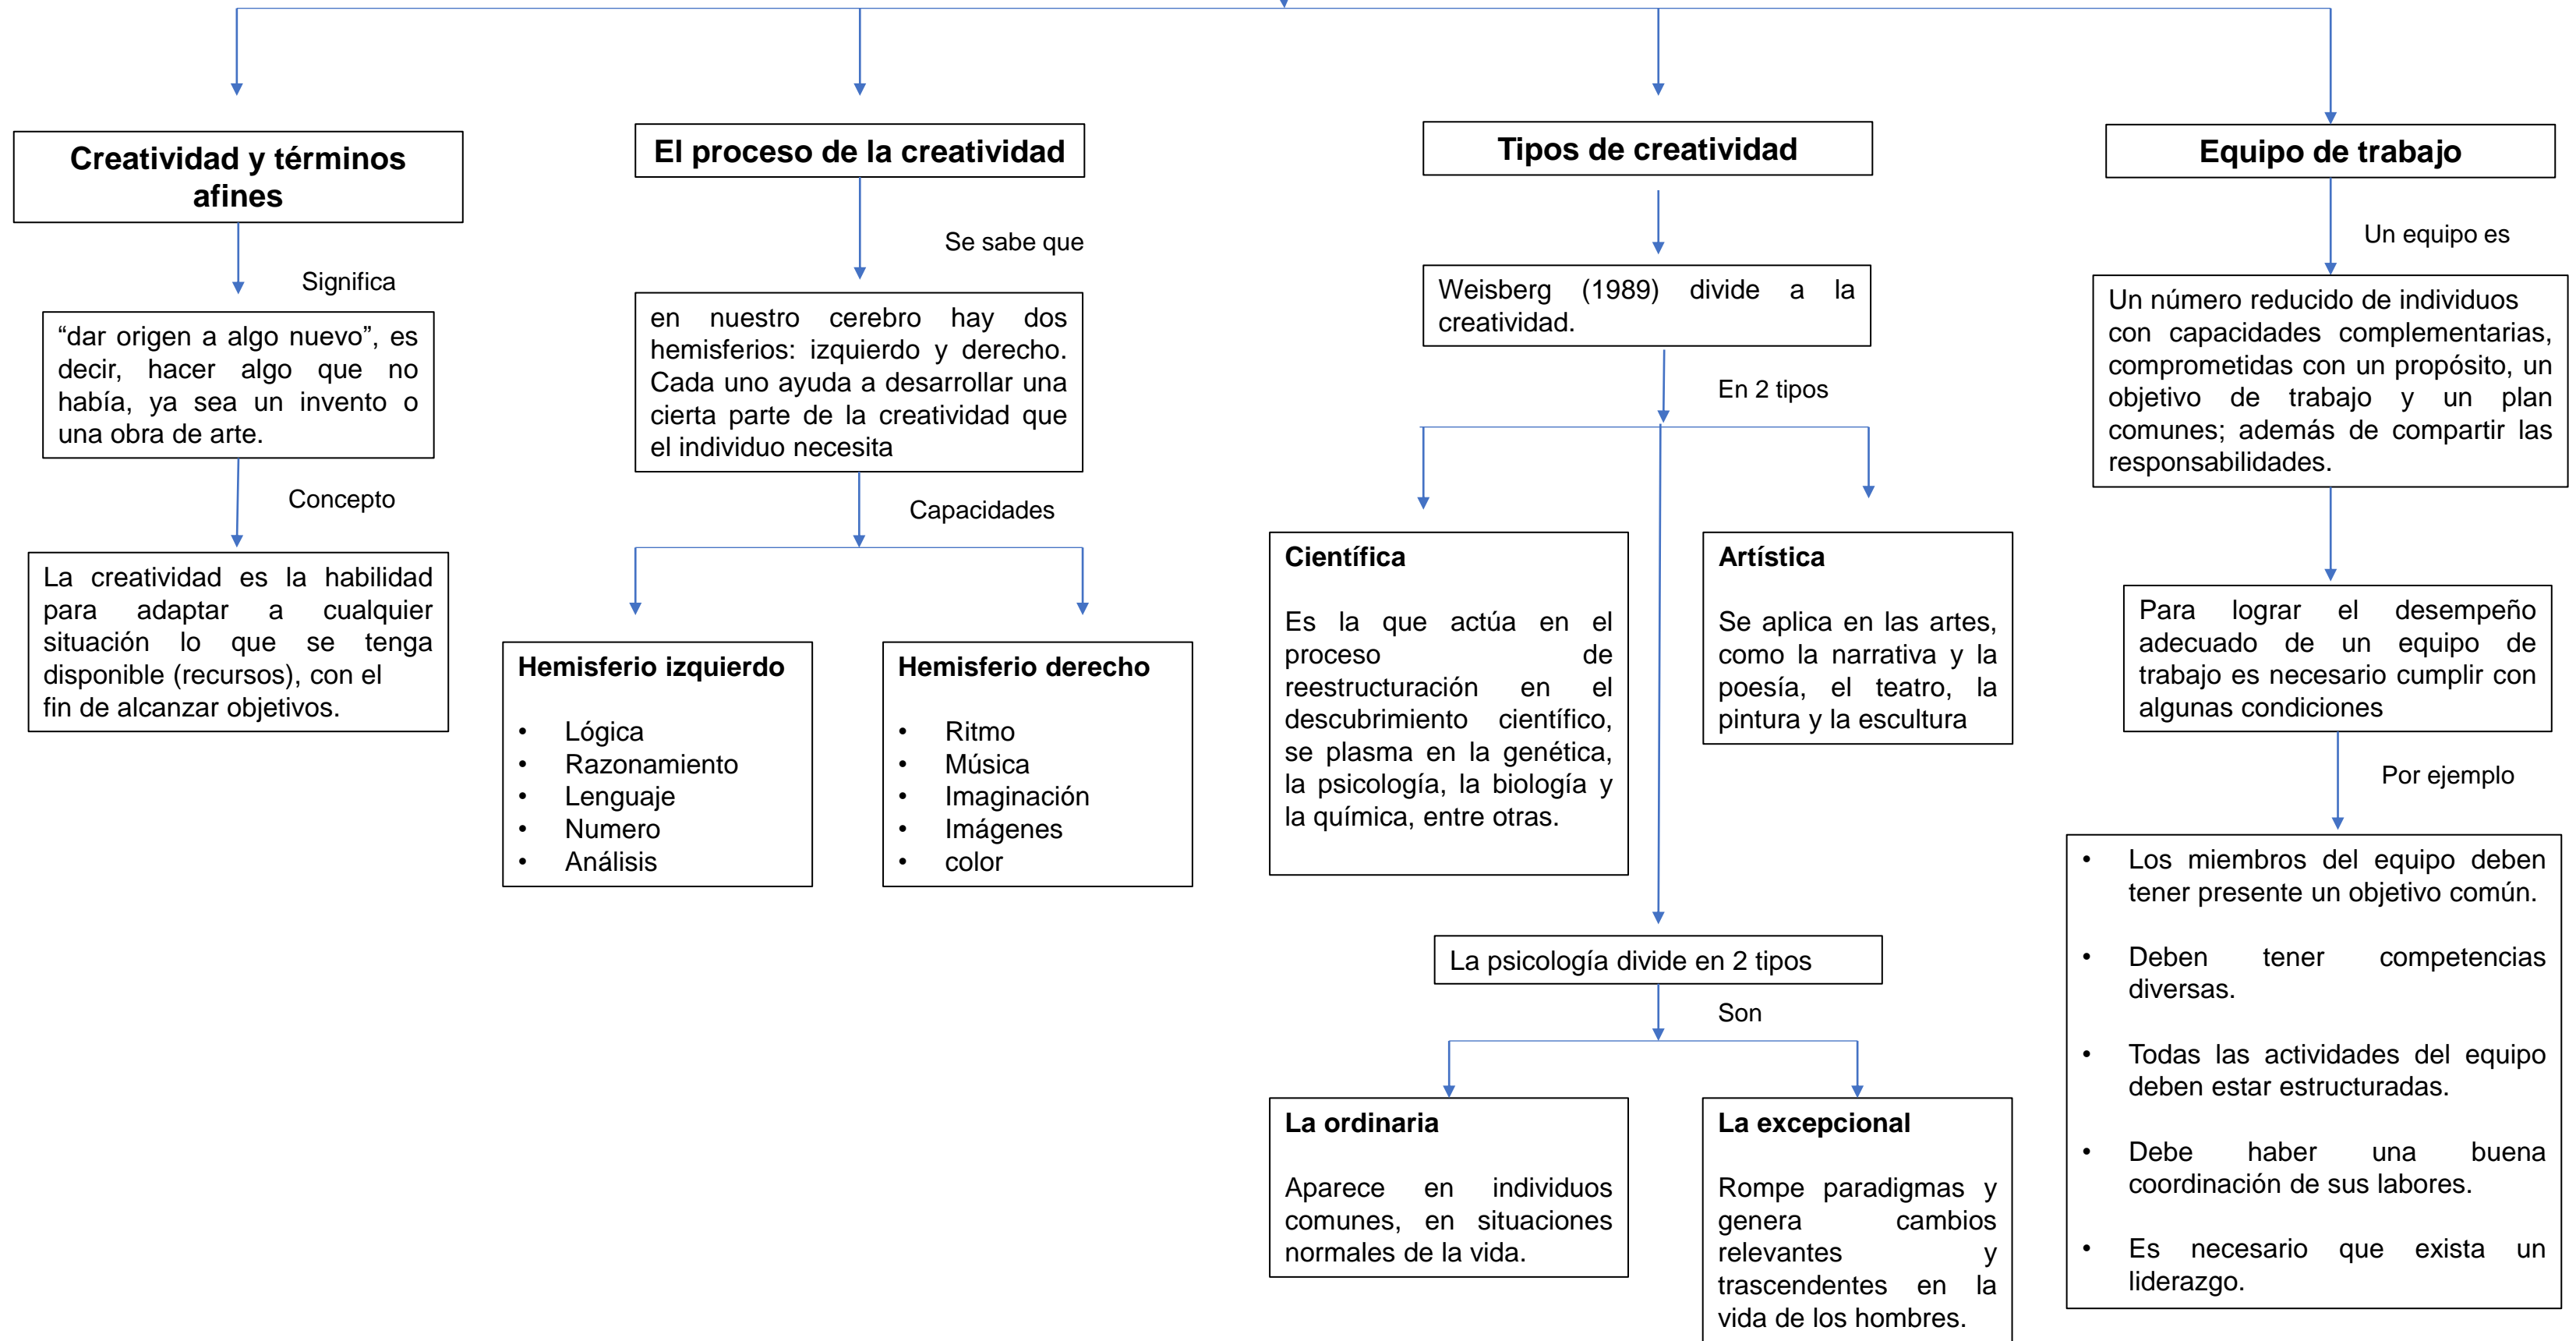 Creatividad y términos
afines
Significa
“dar origen a algo nuevo”, es
decir, hacer algo que no
había, ya sea un invento o
una obra de arte.
Concepto
La creatividad es la habilidad
para adaptar a cualquier
situación lo que se tenga
disponible (recursos), con el
fin de alcanzar objetivos.
El proceso de la creatividad
Se sabe que
en nuestro cerebro hay dos
hemisferios: izquierdo y derecho.
Cada uno ayuda a desarrollar una
cierta parte de la creatividad que
el individuo necesita
Capacidades
Hemisferio izquierdo
• Lógica
• Razonamiento
• Lenguaje
• Numero
• Análisis
Hemisferio derecho
• Ritmo
• Música
• Imaginación
• Imágenes
• color
Tipos de creatividad
Weisberg (1989) divide a la
creatividad.
En 2 tipos
Científica
Es la que actúa en el
proceso de
reestructuración en el
descubrimiento científico,
se plasma en la genética,
la psicología, la biología y
la química, entre otras.
Artística
Se aplica en las artes,
como la narrativa y la
poesía, el teatro, la
pintura y la escultura
La psicología divide en 2 tipos
Son
La ordinaria
Aparece en individuos
comunes, en situaciones
normales de la vida.
La excepcional
Rompe paradigmas y
genera cambios
relevantes y
trascendentes en la
vida de los hombres.
Equipo de trabajo
Un equipo es
Un número reducido de individuos
con capacidades complementarias,
comprometidas con un propósito, un
objetivo de trabajo y un plan
comunes; además de compartir las
responsabilidades.
Para lograr el desempeño
adecuado de un equipo de
trabajo es necesario cumplir con
algunas condiciones
Por ejemplo
• Los miembros del equipo deben
tener presente un objetivo común.
• Deben tener competencias
diversas.
• Todas las actividades del equipo
deben estar estructuradas.
• Debe haber una buena
coordinación de sus labores.
• Es necesario que exista un
liderazgo.